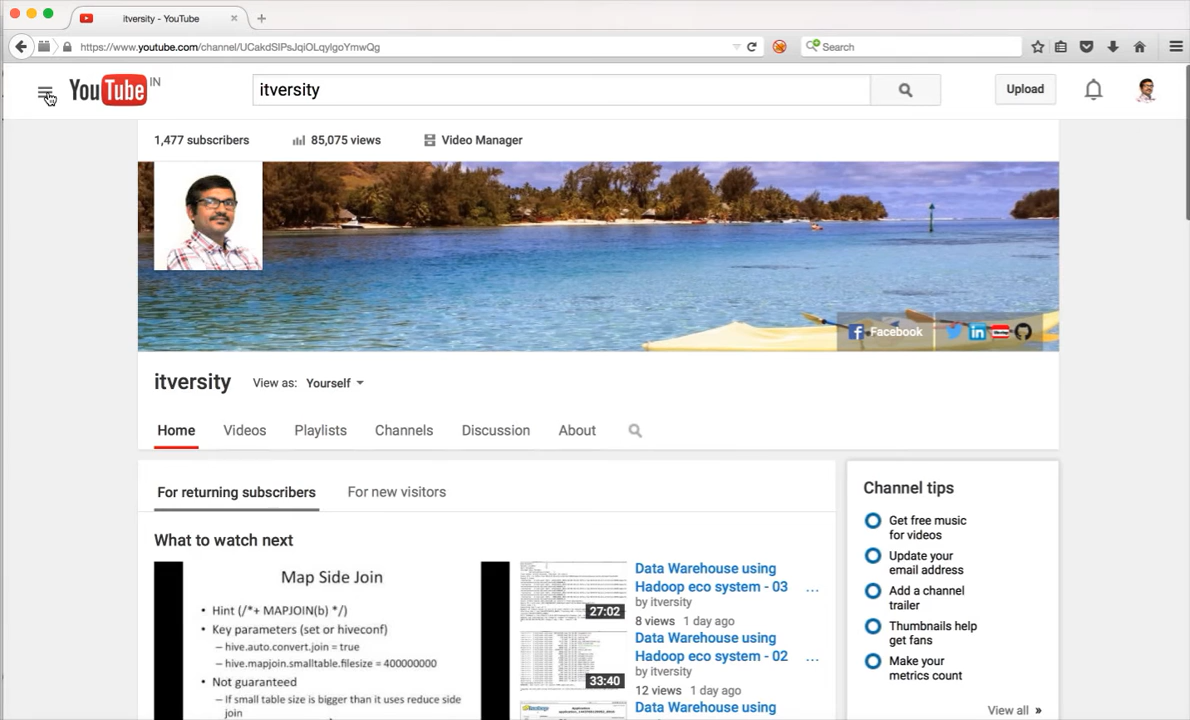 itversity - YouTube
https://www.youtube.com/channel/UCakdSIPsJqiOLqylgoYmwQg
Search
YouTube IN
itversity
Upload
1,477 subscribers
85,075 views
Video Manager
Facebook
itversity
View as: Yourself
Home
Videos
Playlists
Channels
Discussion
About
For returning subscribers
For new visitors
What to watch next
Map Side Join
• Hint (/*+ MAPJOIN(b) */)
• Key parameters (set or hiveconf)
– hive.auto.convert.join = true
– hive.mapjoin.smalltable.filesize = 400000000
• Not guaranteed
– If small table size is bigger than it uses reduce side
join
27:02
Data Warehouse using
Hadoop eco system - 03
...
by itversity
8 views 1 day ago
33:40
Data Warehouse using
Hadoop eco system - 02
...
by itversity
12 views 1 day ago
Data Warehouse using
Channel tips
Get free music
for videos
Update your
email address
Add a channel
trailer
Thumbnails help
get fans
Make your
metrics count
View all »